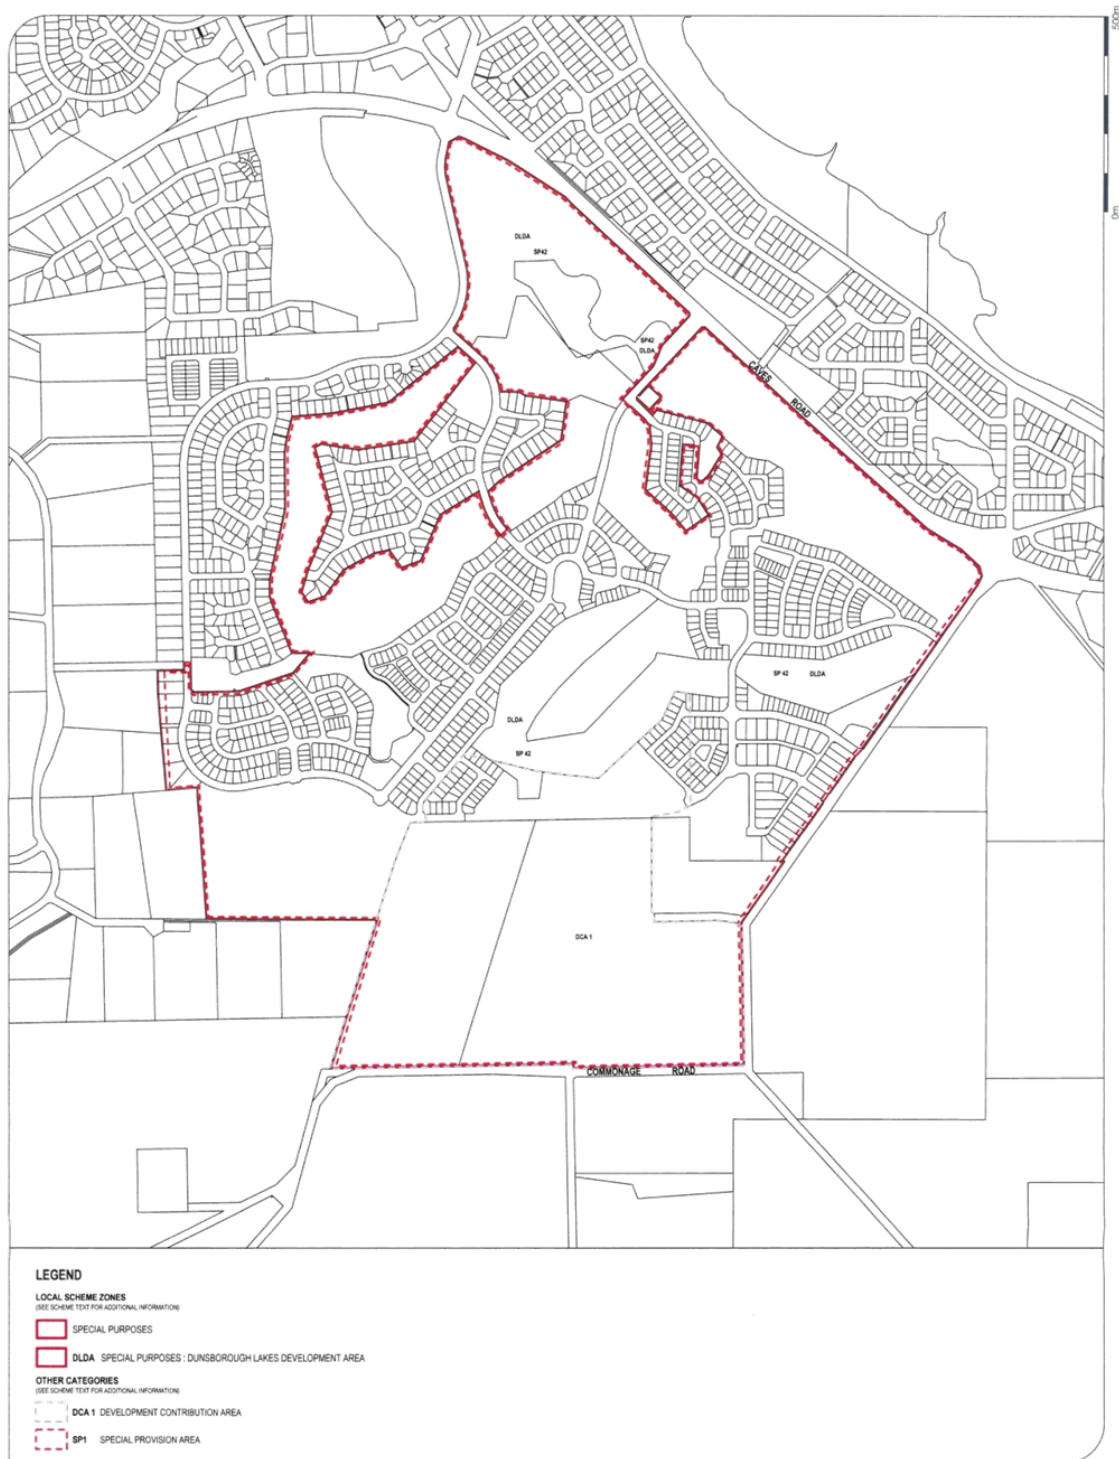 500m
0m
DLDA
SP42
SP42
DLDA
CAVES
ROAD
SP 42 DLDA
DLDA
SP 42
DCA 1
COMMONAGE ROAD
LEGEND
LOCAL SCHEME ZONES
(SEE SCHEME TEXT FOR ADDITIONAL INFORMATION)
SPECIAL PURPOSES
DLDA SPECIAL PURPOSES : DUNSBOROUGH LAKES DEVELOPMENT AREA
OTHER CATEGORIES
(SEE SCHEME TEXT FOR ADDITIONAL INFORMATION)
DCA 1 DEVELOPMENT CONTRIBUTION AREA
SP1 SPECIAL PROVISION AREA